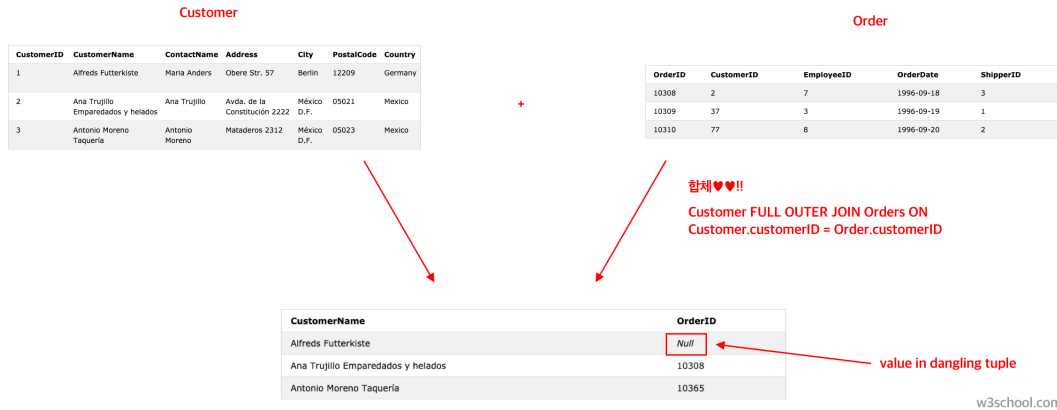 Customer
Order
CustomerID CustomerName ContactName Address City PostalCode Country
1 Alfreds Futterkiste Maria Anders Obere Str. 57 Berlin 12209 Germany
2 Ana Trujillo Ana Trujillo Avda. de la México 05021 Mexico
Emparedados y helados Constitución 2222 D.F.
3 Antonio Moreno Antonio Mataderos 2312 México 05023 Mexico
Taquería Moreno D.F.
+
OrderID CustomerID EmployeeID OrderDate ShipperID
10308 2 7 1996-09-18 3
10309 37 3 1996-09-19 1
10310 77 8 1996-09-20 2
합체♥♥!!
Customer FULL OUTER JOIN Orders ON
Customer.customerID = Order.customerID
CustomerName OrderID
Alfreds Futterkiste Null
Ana Trujillo Emparedados y helados 10308
Antonio Moreno Taquería 10365
value in dangling tuple
w3school.com